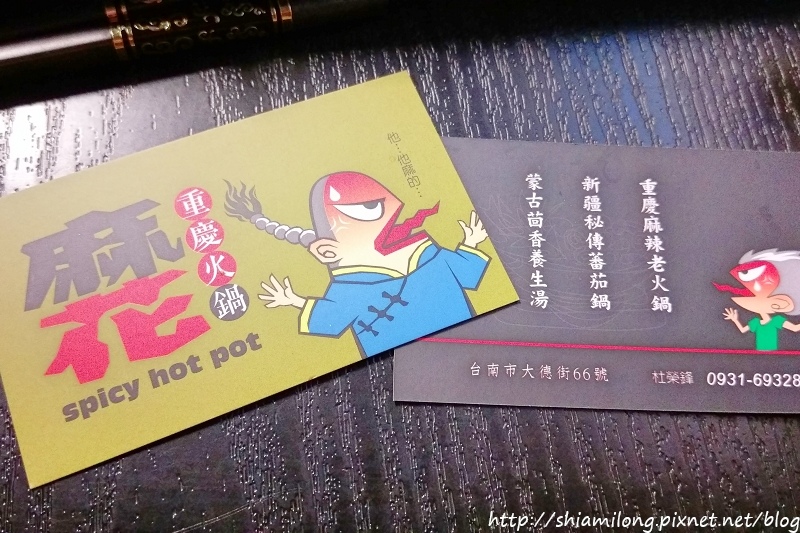 麻花
重慶火鍋
spicy hot pot
他…他麻的…
重慶麻辣老火鍋
新疆秘傳蕃茄鍋
蒙古茴香養生湯
台南市大德街66號
杜榮鋒 0931-69328
http://shiamilong.pixnet.net/blog